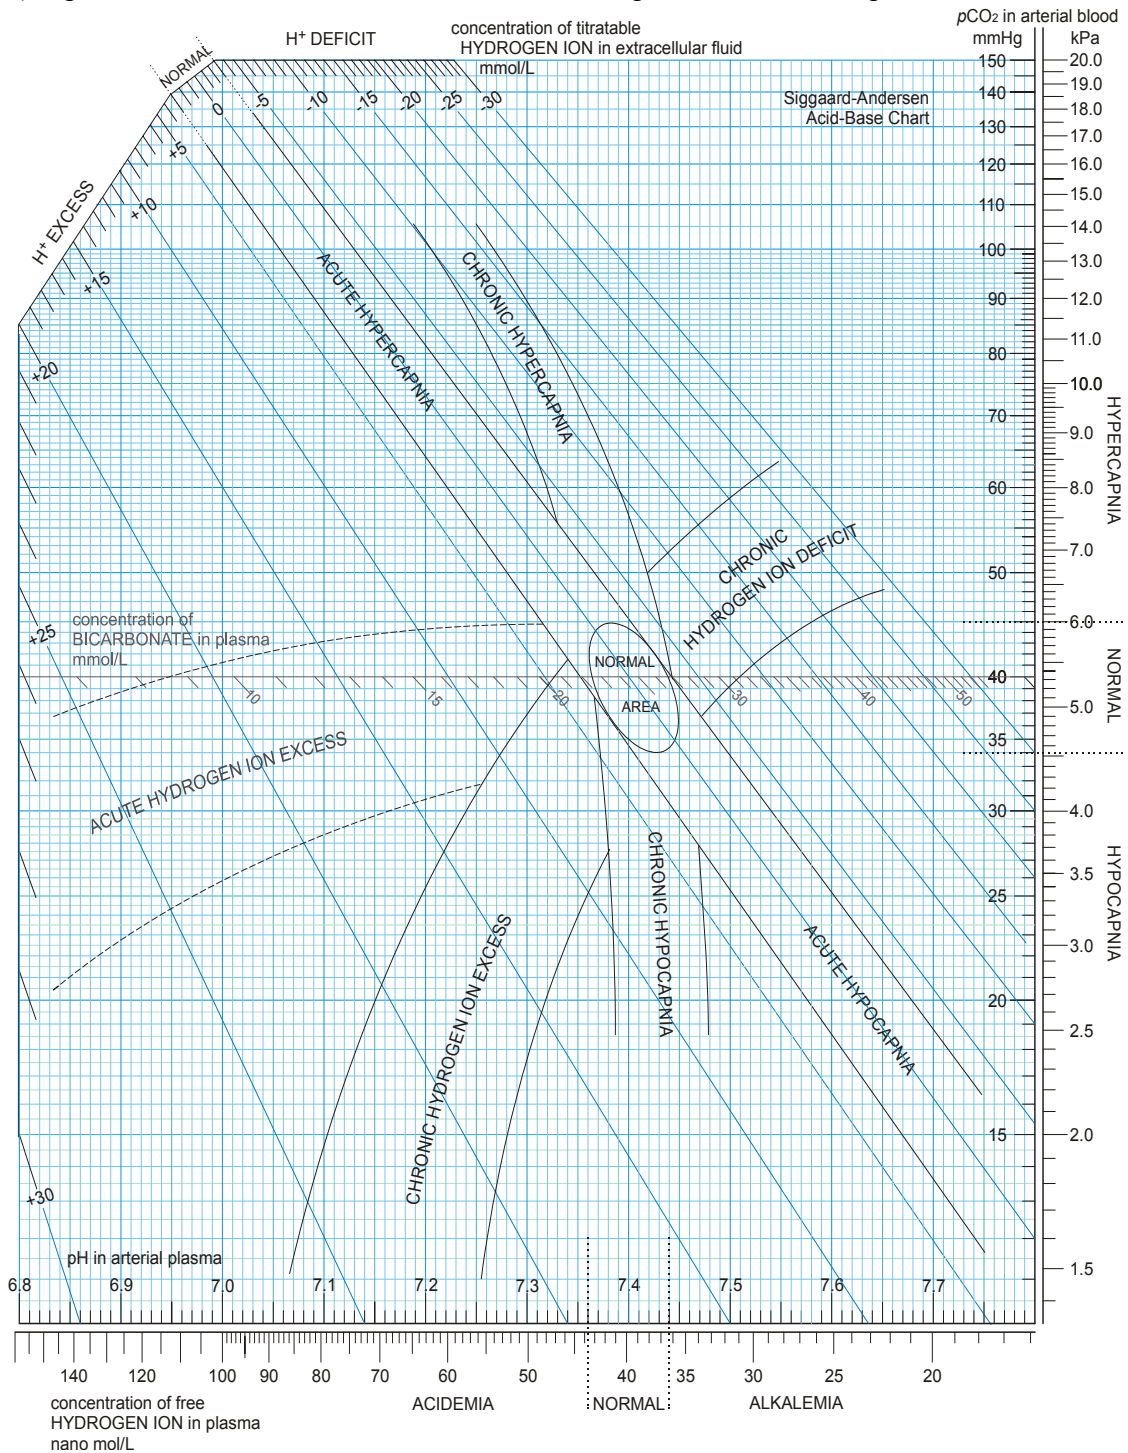 pCO2 in arterial blood
mmHg kPa
concentration of titratable
HYDROGEN ION in extracellular fluid
mmol/L
H+ DEFICIT
NORMAL
H+ EXCESS
Siggaard-Andersen
Acid-Base Chart
0 -5 -10 -15 -20 -25 -30
+5
+10
+15
+20
+25
+30
150
140
130
120
110
100
90
80
70
60
50
40
35
30
25
20
15
20.0
19.0
18.0
17.0
16.0
15.0
14.0
13.0
12.0
11.0
10.0
9.0
8.0
7.0
6.0
5.0
4.0
3.5
3.0
2.5
2.0
1.5
HYPERCAPNIA
NORMAL
HYPOCAPNIA
ACUTE HYPERCAPNIA
CHRONIC HYPERCAPNIA
CHRONIC
HYDROGEN ION DEFICIT
concentration of
BICARBONATE in plasma
mmol/L
NORMAL
AREA
10 15 20 30 40 50
ACUTE HYDROGEN ION EXCESS
CHRONIC HYDROGEN ION EXCESS
CHRONIC HYPOCAPNIA
ACUTE HYPOCAPNIA
pH in arterial plasma
6.8 6.9 7.0 7.1 7.2 7.3 7.4 7.5 7.6 7.7
140 120 100 90 80 70 60 50 40 35 30 25 20
concentration of free
HYDROGEN ION in plasma
nano mol/L
ACIDEMIA NORMAL ALKALEMIA